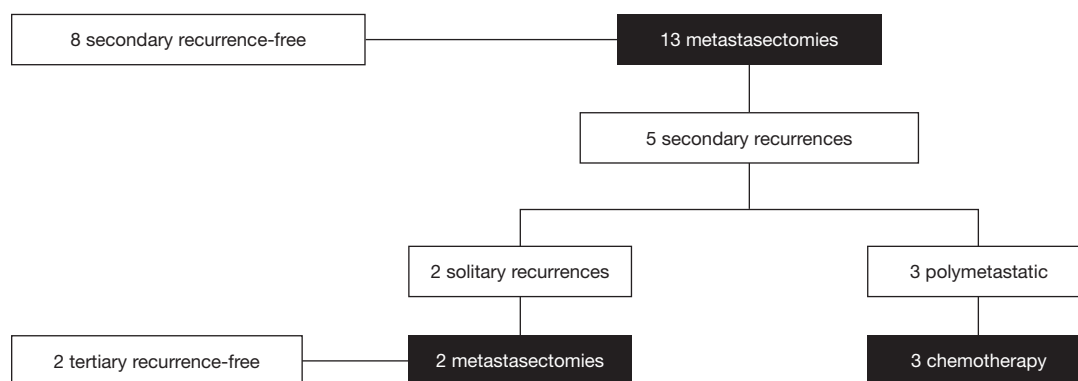 8 secondary recurrence-free
13 metastasectomies
5 secondary recurrences
2 solitary recurrences
3 polymetastatic
2 tertiary recurrence-free
2 metastasectomies
3 chemotherapy